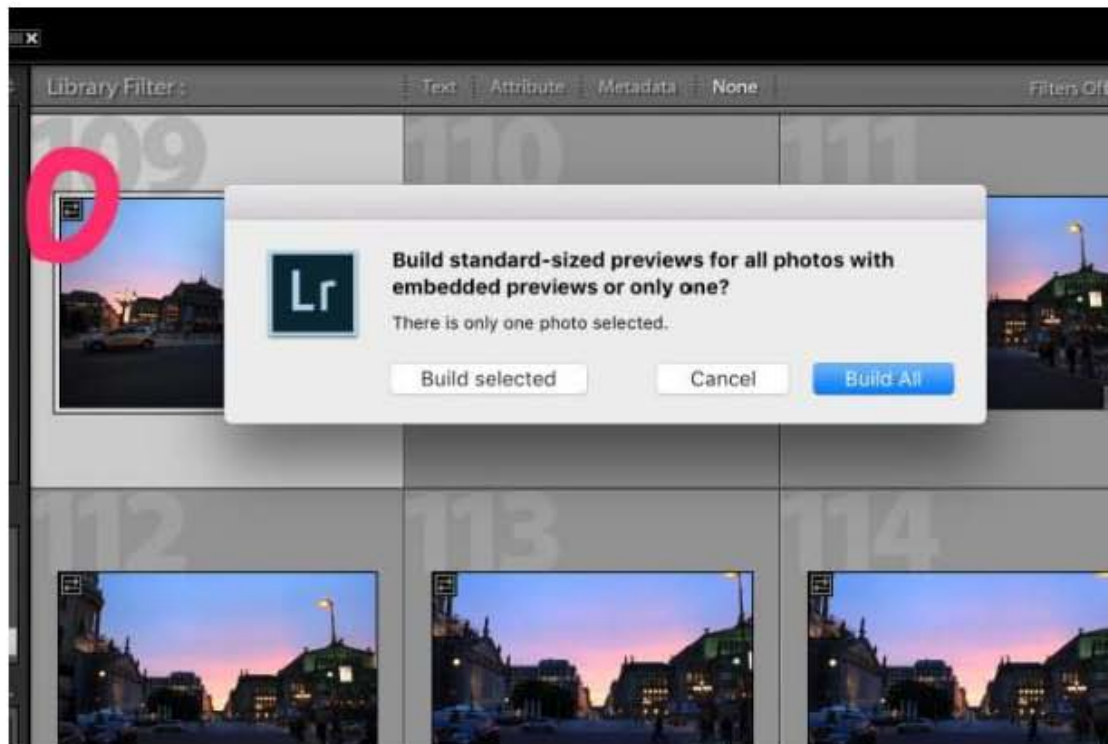 Library Filter : Text Attribute Metadata None Filters Off
109 110 111
Lr
Build standard-sized previews for all photos with
embedded previews or only one?
There is only one photo selected.
Build selected Cancel Build All
112 113 114